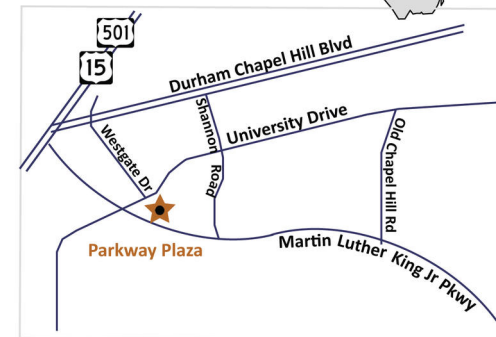 501
15
Durham Chapel Hill Blvd
Westgate Dr
Shannon Road
University Drive
Old Chapel Hill Rd
Parkway Plaza
Martin Luther King Jr Pkwy